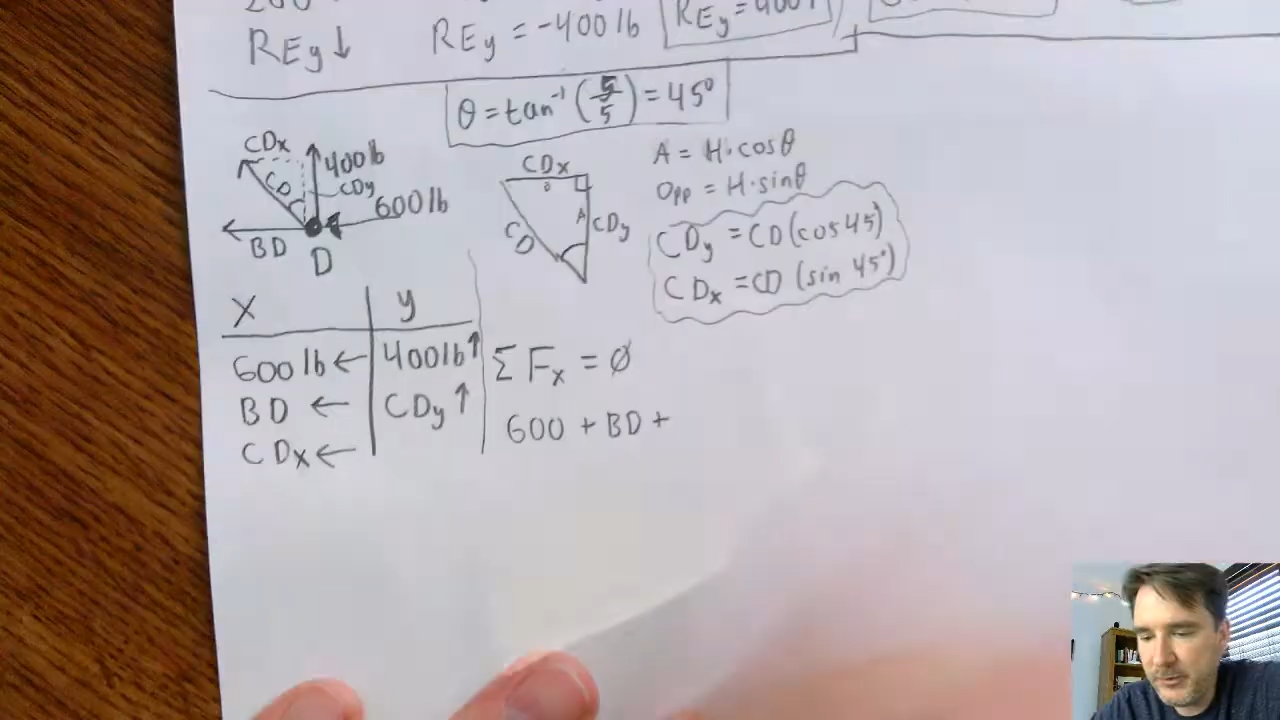 REy↓ REy = -400 lb REy = 400
θ = tan⁻¹ (5/5) = 45°
CDx
CD
400 lb
CDy
600 lb
BD
D
CDx
O
A
CD
CDy
A = H·cosθ
Opp = H·sinθ
CDy = CD (cos 45)
CDx = CD (sin 45°)
X y
600 lb ← 400 lb ↑
BD ← CDy ↑
CDx ←
Σ Fx = Ø
600 + BD +